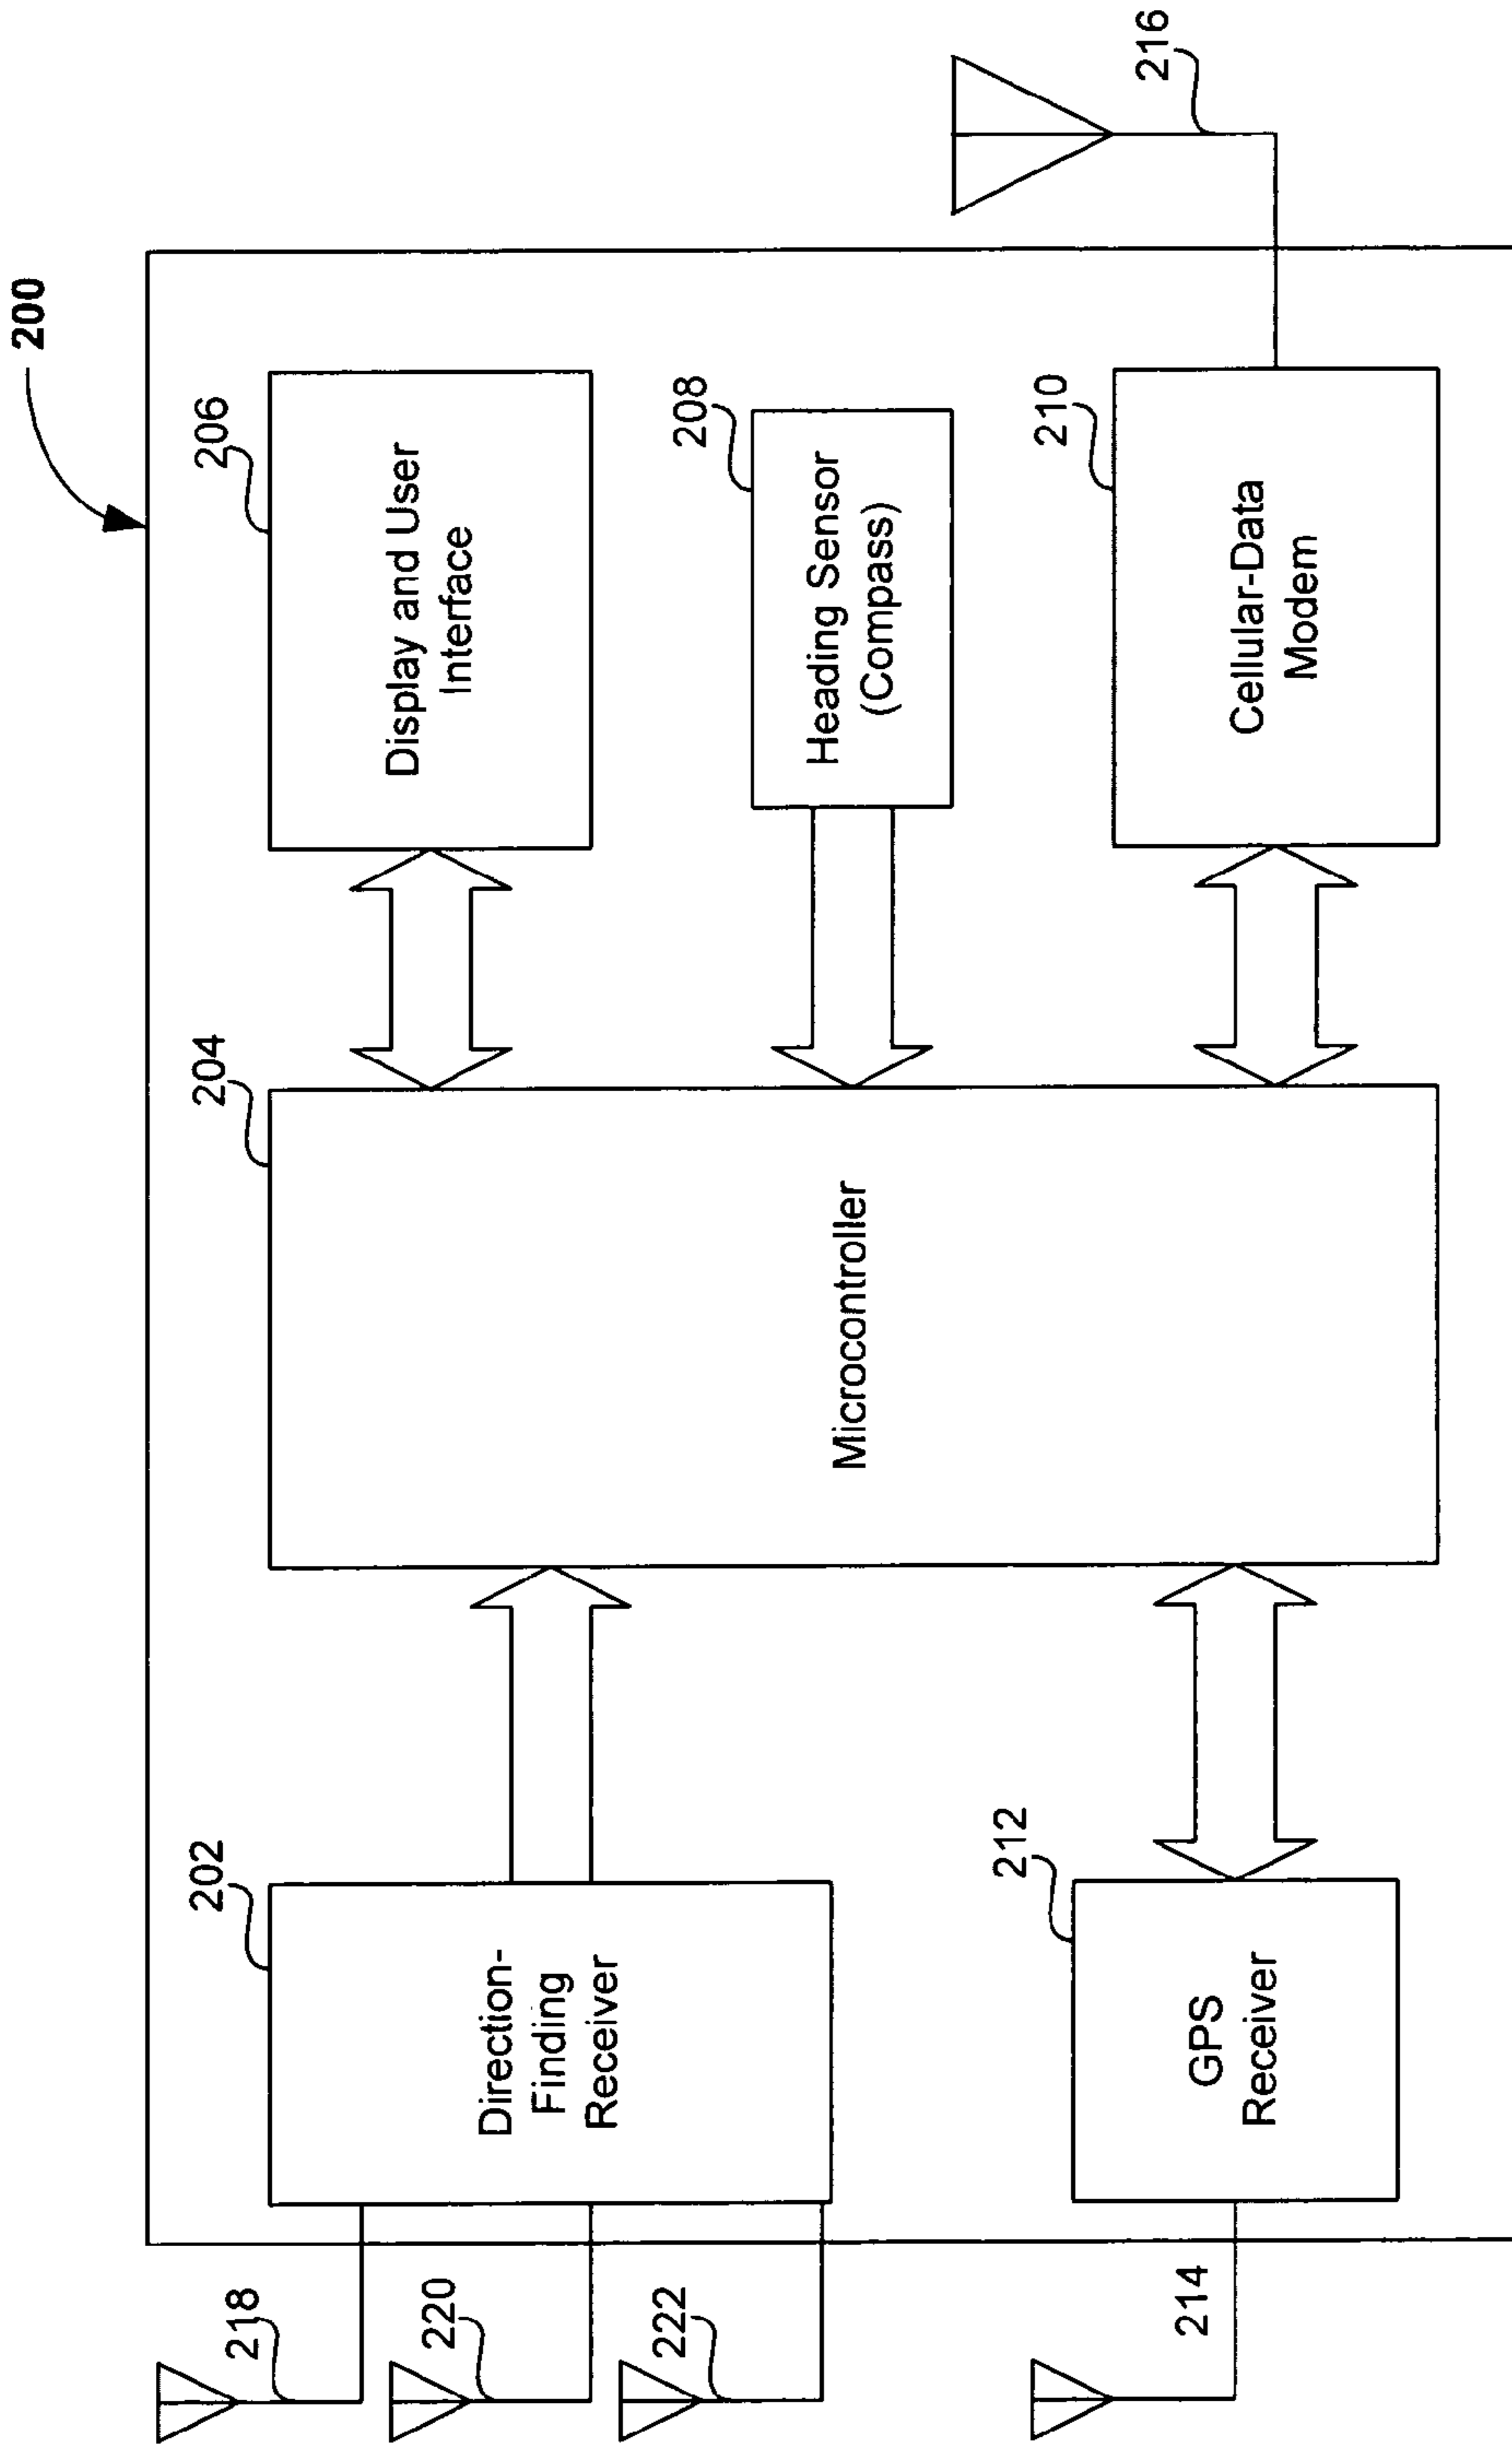 200
206
Display and User
Interface
208
Heading Sensor
(Compass)
210
Cellular-Data
Modem
216
204
Microcontroller
202
Direction-
Finding
Receiver
212
GPS
Receiver
218
220
222
214